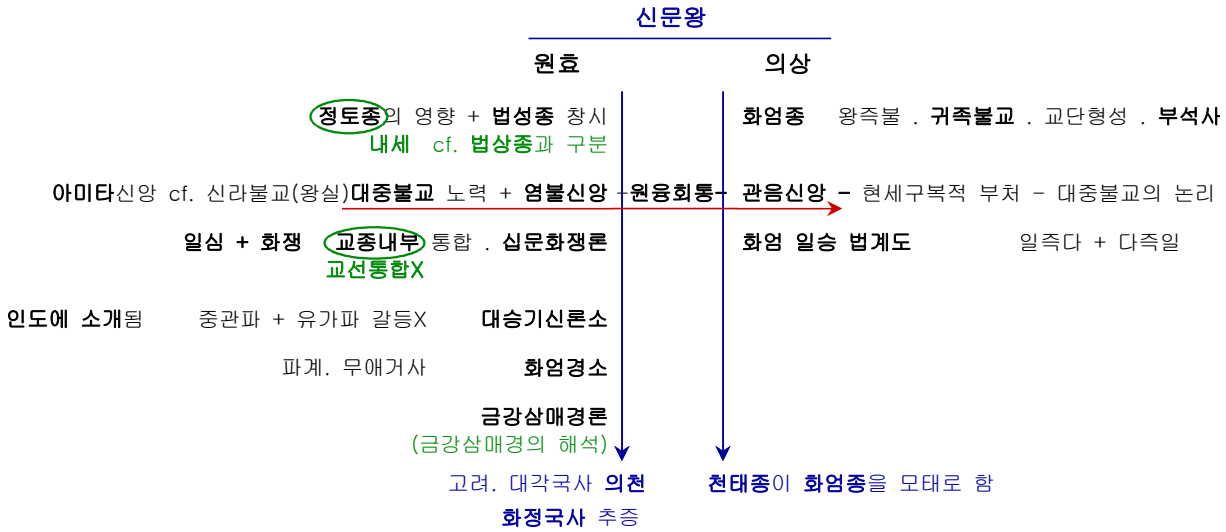 신문왕
원효 의상
정토종의 영향 + 법성종 창시 화엄종 왕즉불 . 귀족불교 . 교단형성 . 부석사
내세 cf. 법상종과 구분
아미타신앙 cf. 신라불교(왕실)대중불교 노력 + 염불신앙 -원융회통- 관음신앙 - 현세구복적 부처 - 대중불교의 논리
일심 + 화쟁 교종내부 통합 . 십문화쟁론 화엄 일승 법계도 일즉다 + 다즉일
교선통합X
인도에 소개됨 중관파 + 유가파 갈등X 대승기신론소
파계. 무애거사 화엄경소
금강삼매경론
(금강삼매경의 해석)
고려. 대각국사 의천 천태종이 화엄종을 모태로 함
화정국사 추증